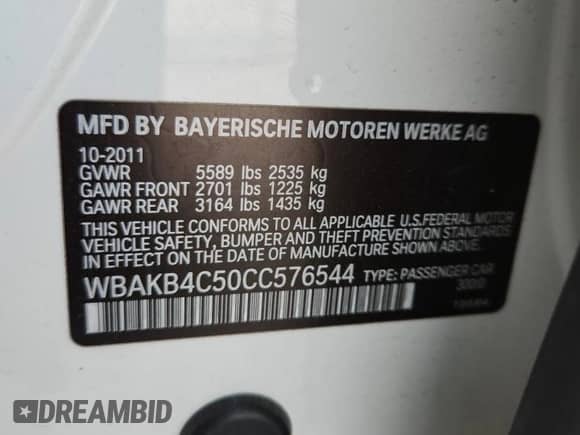 MFD BY BAYERISCHE MOTOREN WERKE AG
10-2011
GVWR 5589 lbs 2535 kg
GAWR FRONT 2701 lbs 1225 kg
GAWR REAR 3164 lbs 1435 kg
THIS VEHICLE CONFORMS TO ALL APPLICABLE U.S.FEDERAL MOTOR
VEHICLE SAFETY, BUMPER AND THEFT PREVENTION STANDARDS
IN EFFECT ON THE DATE OF MANUFACTURE SHOWN ABOVE.
WBAKB4C50CC576544 TYPE: PASSENGER CAR
DREAMBID